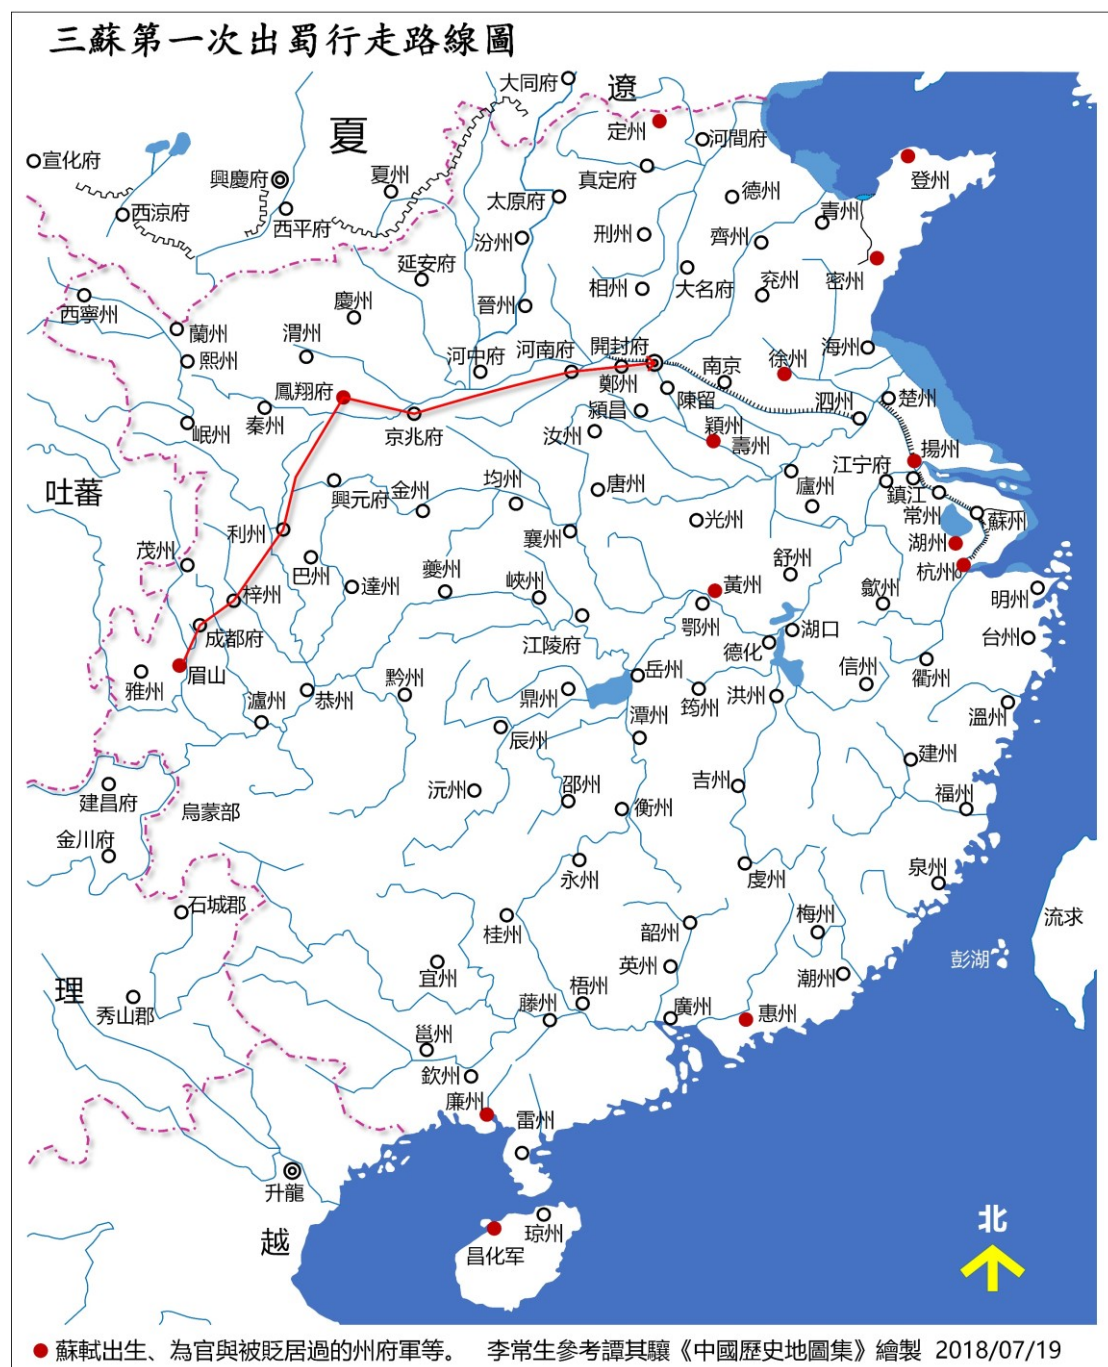 三蘇第一次出蜀行走路線圖
大同府
遼
定州
河間府
夏
宣化府
興慶府
夏州
真定府
登州
西涼府
西平府
太原府
德州
青州
汾州
刑州
齊州
延安府
密州
西寧州
慶州
晉州
相州
大名府
兗州
蘭州
渭州
河中府
河南府
開封府
海州
熙州
鄭州
南京
徐州
鳳翔府
陳留
泗州
楚州
岷州
秦州
京兆府
潁昌
汝州
穎州
壽州
揚州
江宁府
吐蕃
興元府
金州
均州
唐州
廬州
鎮江
常州
蘇州
利州
襄州
光州
湖州
茂州
巴州
達州
夔州
峽州
舒州
杭州
梓州
黃州
歙州
明州
成都府
江陵府
鄂州
德化
湖口
台州
眉山
雅州
岳州
信州
衢州
瀘州
恭州
黔州
鼎州
筠州
洪州
溫州
辰州
潭州
建州
建昌府
烏蒙部
沅州
邵州
衡州
吉州
福州
金川府
永州
虔州
泉州
石城郡
桂州
韶州
梅州
流求
宜州
英州
潮州
彭湖
理
秀山郡
藤州
梧州
廣州
惠州
邕州
欽州
廉州
雷州
升龍
越
琼州
昌化军
北
蘇軾出生、為官與被貶居過的州府軍等。 李常生參考譚其驤《中國歷史地圖集》繪製 2018/07/19